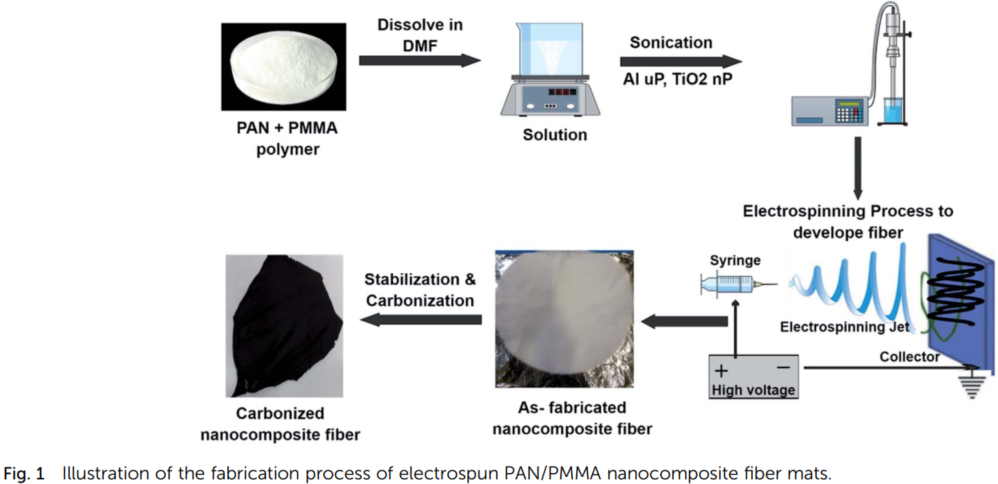 Dissolve in
DMF
PAN + PMMA
polymer
Solution
Sonication
Al uP, TiO2 nP
Electrospinning Process to
develope fiber
Syringe
Electrospinning Jet
Collector
+ −
High voltage
As- fabricated
nanocomposite fiber
Stabilization &
Carbonization
Carbonized
nanocomposite fiber
Fig. 1 Illustration of the fabrication process of electrospun PAN/PMMA nanocomposite fiber mats.